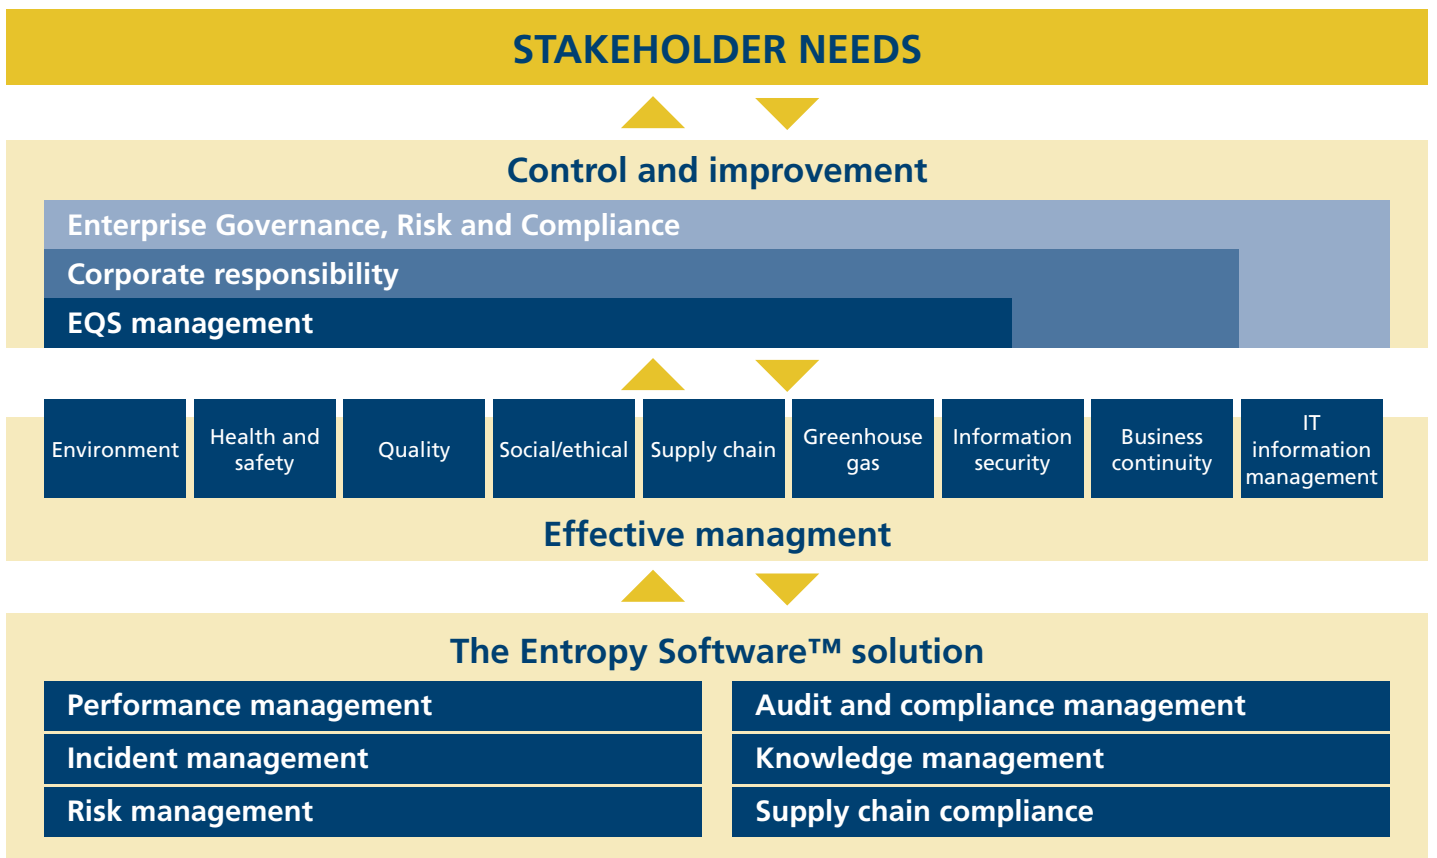 STAKEHOLDER NEEDS
Control and improvement
Enterprise Governance, Risk and Compliance
Corporate responsibility
EQS management
Environment
Health and
safety
Quality
Social/ethical
Supply chain
Greenhouse
gas
Information
security
Business
continuity
IT
information
management
Effective managment
The Entropy Software™ solution
Performance management
Incident management
Risk management
Audit and compliance management
Knowledge management
Supply chain compliance